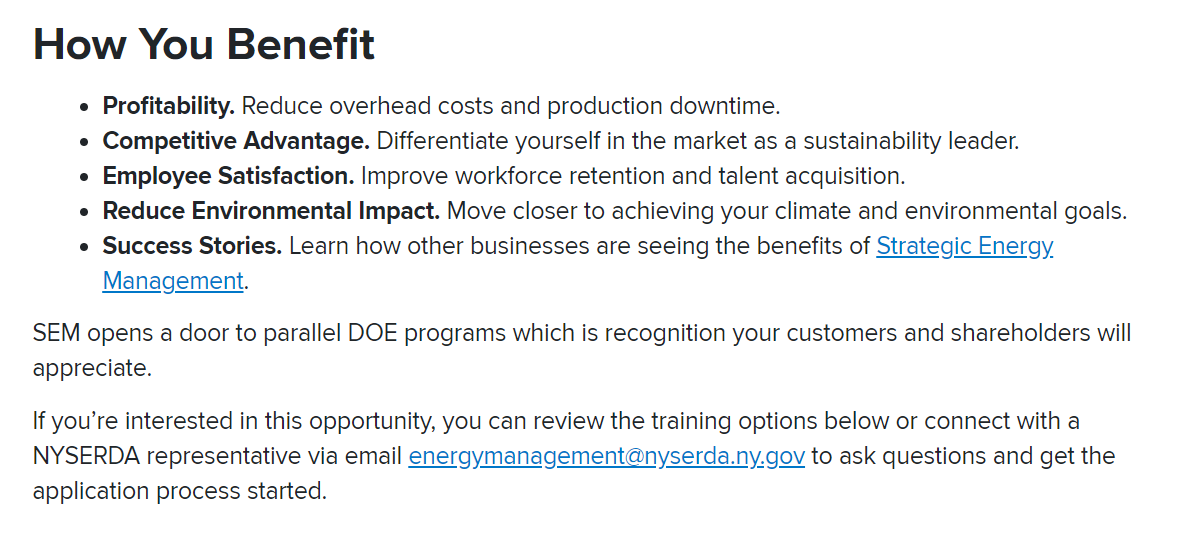 How You Benefit
• Profitability. Reduce overhead costs and production downtime.
• Competitive Advantage. Differentiate yourself in the market as a sustainability leader.
• Employee Satisfaction. Improve workforce retention and talent acquisition.
• Reduce Environmental Impact. Move closer to achieving your climate and environmental goals.
• Success Stories. Learn how other businesses are seeing the benefits of Strategic Energy
Management.
SEM opens a door to parallel DOE programs which is recognition your customers and shareholders will
appreciate.
If you’re interested in this opportunity, you can review the training options below or connect with a
NYSERDA representative via email energymanagement@nyserda.ny.gov to ask questions and get the
application process started.